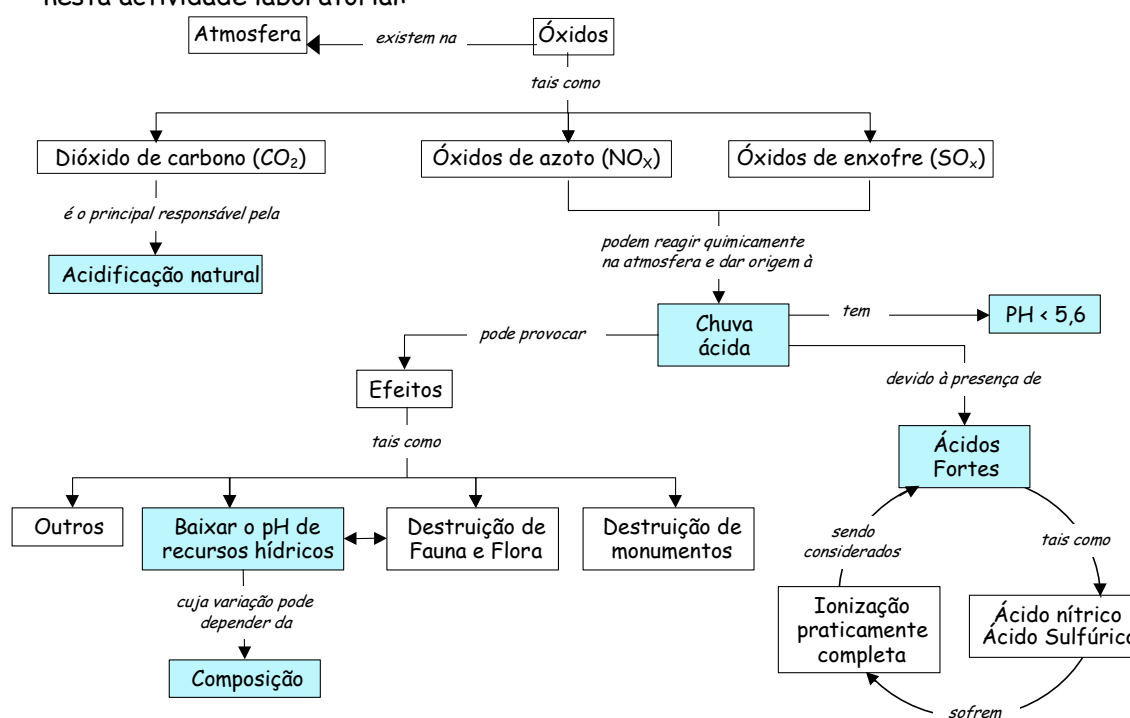 nesta actividade laboratorial:
Atmosfera
existem na
Óxidos
tais como
Dióxido de carbono (CO₂)
Óxidos de azoto (NOX)
Óxidos de enxofre (SOx)
é o principal responsável pela
podem reagir quimicamente
na atmosfera e dar origem à
Acidificação natural
Chuva
ácida
tem
PH < 5,6
pode provocar
devido à presença de
Efeitos
tais como
Ácidos
Fortes
Outros
Baixar o pH de
recursos hídricos
Destruição de
Fauna e Flora
Destruição de
monumentos
sendo
considerados
tais como
cuja variação pode
depender da
Ionização
praticamente
completa
Ácido nítrico
Ácido Sulfúrico
Composição
sofrem